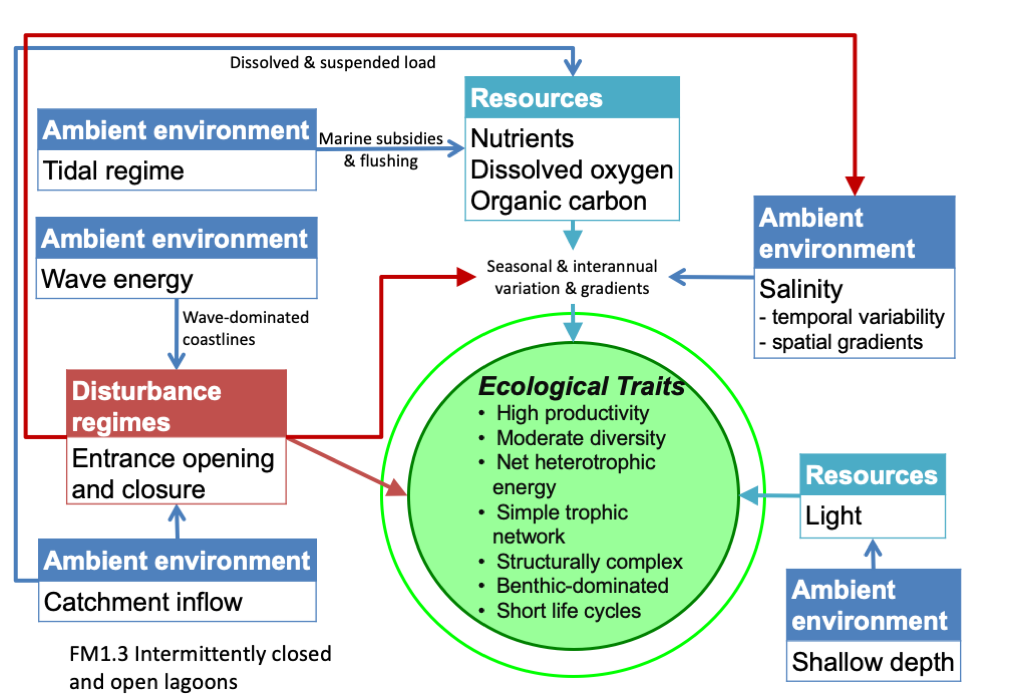 Dissolved & suspended load
Resources
Nutrients
Dissolved oxygen
Organic carbon
Ambient environment
Tidal regime
Marine subsidies
& flushing
Ambient environment
Wave energy
Wave-dominated
coastlines
Seasonal & interannual
variation & gradients
Ambient
environment
Salinity
- temporal variability
- spatial gradients
Disturbance
regimes
Entrance opening
and closure
Ecological Traits
• High productivity
• Moderate diversity
• Net heterotrophic
energy
• Simple trophic
network
• Structurally complex
• Benthic-dominated
• Short life cycles
Resources
Light
Ambient environment
Catchment inflow
Ambient
environment
Shallow depth
FM1.3 Intermittently closed
and open lagoons